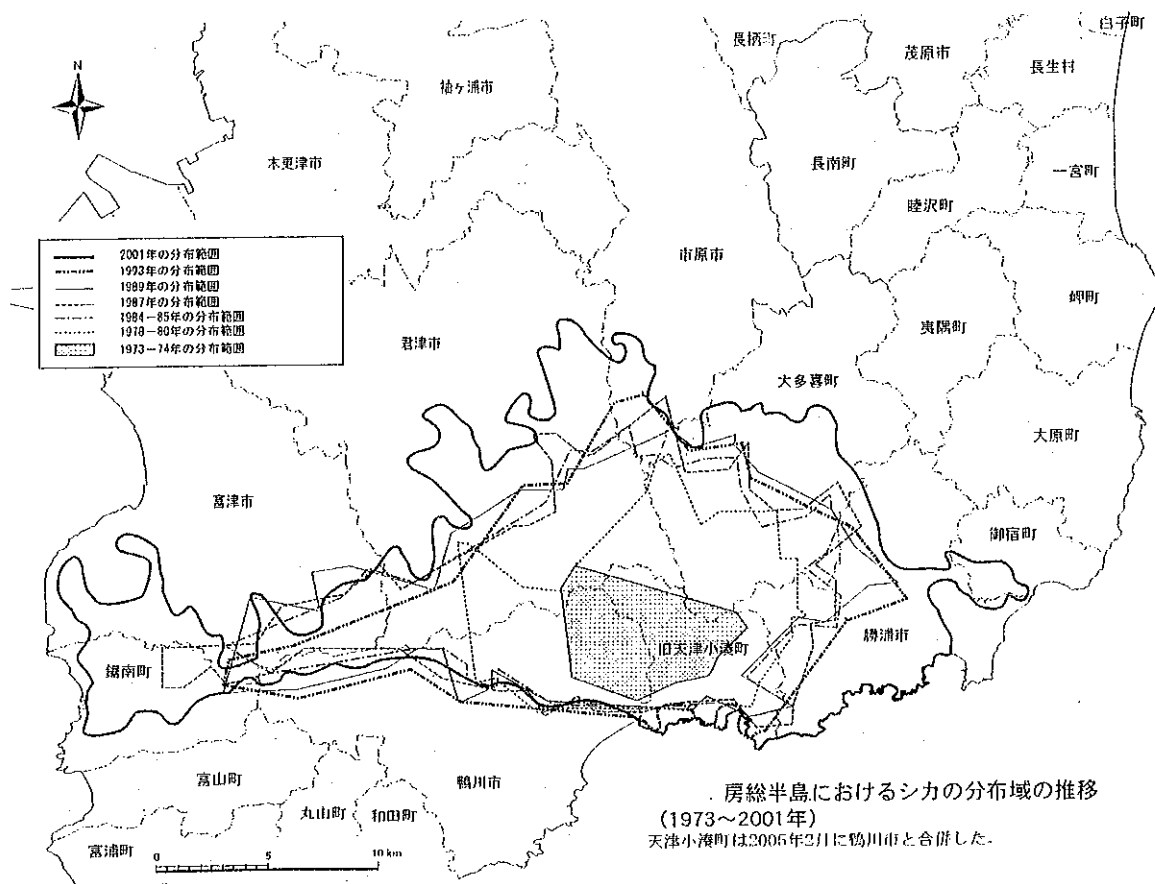 白子町
長柄町
茂原市
長生村
N
袖ヶ浦市
木更津市
長南町
一宮町
睦沢町
2001年の分布範囲
1993年の分布範囲
1989年の分布範囲
1987年の分布範囲
1984-85年の分布範囲
1978-80年の分布範囲
1973-74年の分布範囲
市原市
岬町
夷隅町
君津市
大多喜町
大原町
富津市
御宿町
勝浦市
旧天津小湊町
鋸南町
富山町
鴨川市
丸山町
和田町
富浦町
0 5 10 km
房総半島におけるシカの分布域の推移
(1973～2001年)
天津小湊町は2005年2月に鴨川市と合併した.